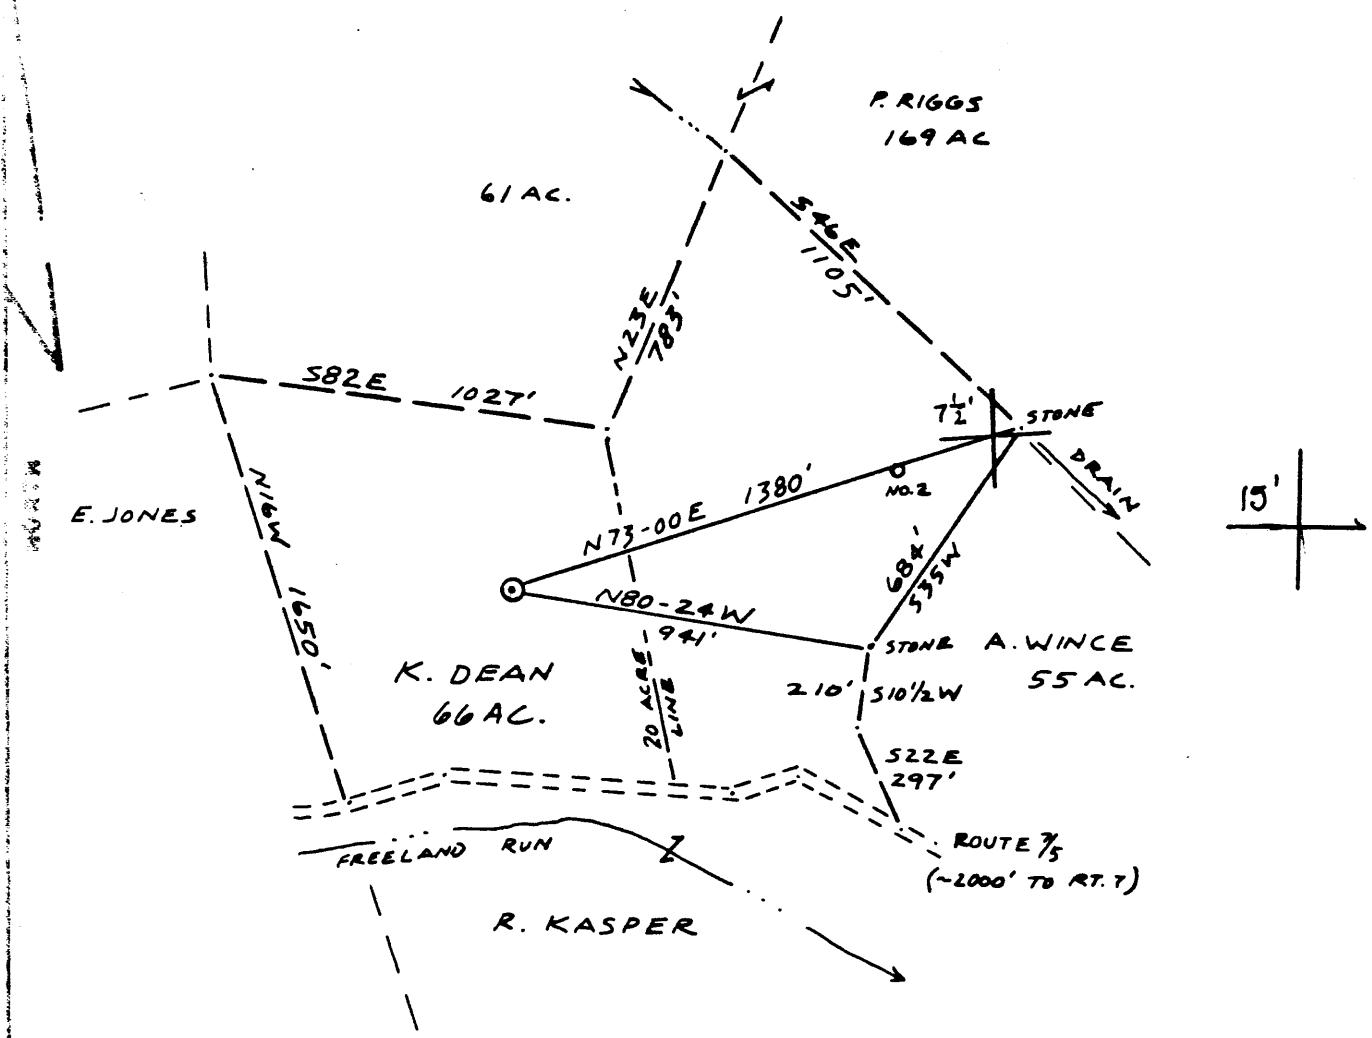 P. RIGGS
169 AC
61 AC.
S46E
1105'
N23E
783'
S82E 1027'
7½'
STONE
DRAIN
15'
NORTH
E. JONES
N16W 1650'
N73-00E 1380'
NO.2
N80-24W
941'
684'
S35W
STONE
A. WINCE
55 AC.
K. DEAN
66 AC.
20 ACRE
LINE
210' S10½W
S22E
297'
ROUTE 7/5
(~2000' TO RT. 7)
FREELAND RUN
R. KASPER